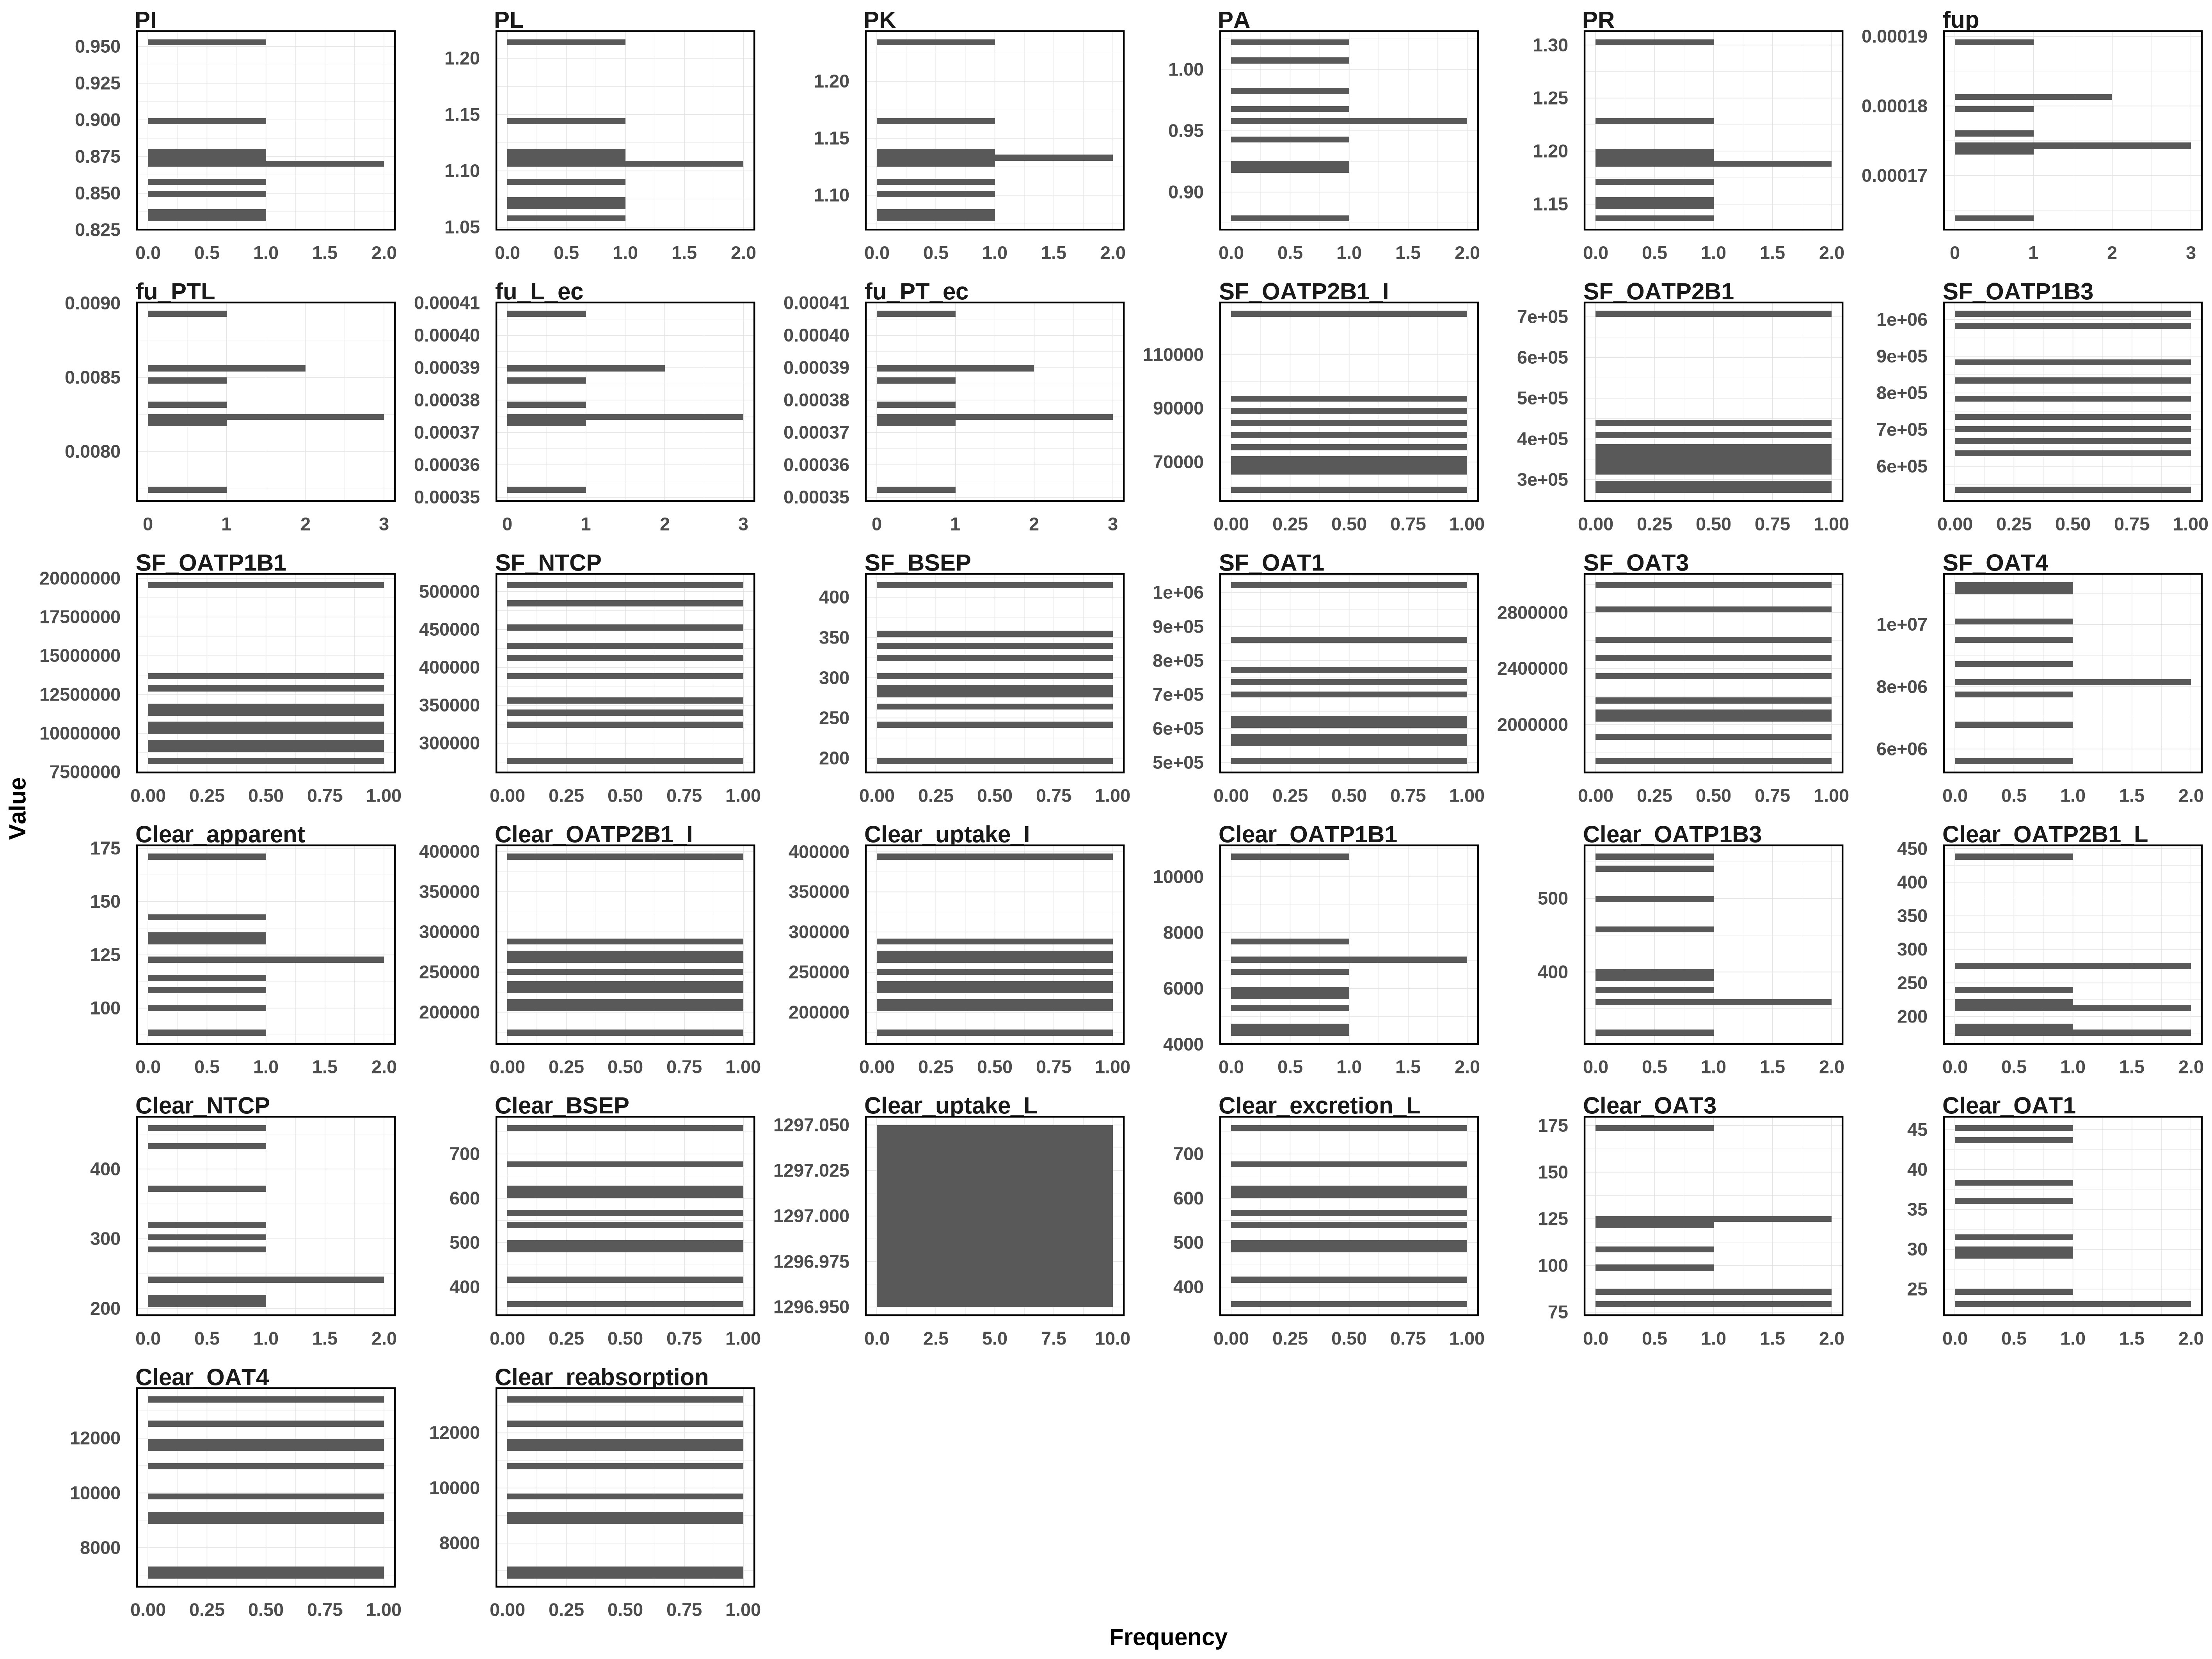 PI PL PK PA PR fup
0.950 0.925 0.900 0.875 0.850 0.825
1.20 1.15 1.10 1.05
1.20 1.15 1.10
1.00 0.95 0.90
1.30 1.25 1.20 1.15
0.00019 0.00018 0.00017
0.0 0.5 1.0 1.5 2.0
0.0 0.5 1.0 1.5 2.0
0.0 0.5 1.0 1.5 2.0
0.0 0.5 1.0 1.5 2.0
0.0 0.5 1.0 1.5 2.0
0 1 2 3
fu_PTL fu_L_ec fu_PT_ec SF_OATP2B1_I SF_OATP2B1 SF_OATP1B3
0.0090 0.0085 0.0080
0.00041 0.00040 0.00039 0.00038 0.00037 0.00036 0.00035
0.00041 0.00040 0.00039 0.00038 0.00037 0.00036 0.00035
110000 90000 70000
7e+05 6e+05 5e+05 4e+05 3e+05
1e+06 9e+05 8e+05 7e+05 6e+05
0 1 2 3
0 1 2 3
0 1 2 3
0.00 0.25 0.50 0.75 1.00
0.00 0.25 0.50 0.75 1.00
0.00 0.25 0.50 0.75 1.00
SF_OATP1B1 SF_NTCP SF_BSEP SF_OAT1 SF_OAT3 SF_OAT4
20000000 17500000 15000000 12500000 10000000 7500000
500000 450000 400000 350000 300000
400 350 300 250 200
1e+06 9e+05 8e+05 7e+05 6e+05 5e+05
2800000 2400000 2000000
1e+07 8e+06 6e+06
0.00 0.25 0.50 0.75 1.00
0.00 0.25 0.50 0.75 1.00
0.00 0.25 0.50 0.75 1.00
0.00 0.25 0.50 0.75 1.00
0.00 0.25 0.50 0.75 1.00
0.0 0.5 1.0 1.5 2.0
Value
Clear_apparent Clear_OATP2B1_I Clear_uptake_I Clear_OATP1B1 Clear_OATP1B3 Clear_OATP2B1_L
175 150 125 100
400000 350000 300000 250000 200000
400000 350000 300000 250000 200000
10000 8000 6000 4000
500 400
450 400 350 300 250 200
0.0 0.5 1.0 1.5 2.0
0.00 0.25 0.50 0.75 1.00
0.00 0.25 0.50 0.75 1.00
0.0 0.5 1.0 1.5 2.0
0.0 0.5 1.0 1.5 2.0
0.0 0.5 1.0 1.5 2.0
Clear_NTCP Clear_BSEP Clear_uptake_L Clear_excretion_L Clear_OAT3 Clear_OAT1
400 300 200
700 600 500 400
1297.050 1297.025 1297.000 1296.975 1296.950
700 600 500 400
175 150 125 100 75
45 40 35 30 25
0.0 0.5 1.0 1.5 2.0
0.00 0.25 0.50 0.75 1.00
0.0 2.5 5.0 7.5 10.0
0.00 0.25 0.50 0.75 1.00
0.0 0.5 1.0 1.5 2.0
0.0 0.5 1.0 1.5 2.0
Clear_OAT4 Clear_reabsorption
12000 10000 8000
12000 10000 8000
0.00 0.25 0.50 0.75 1.00
0.00 0.25 0.50 0.75 1.00
Frequency